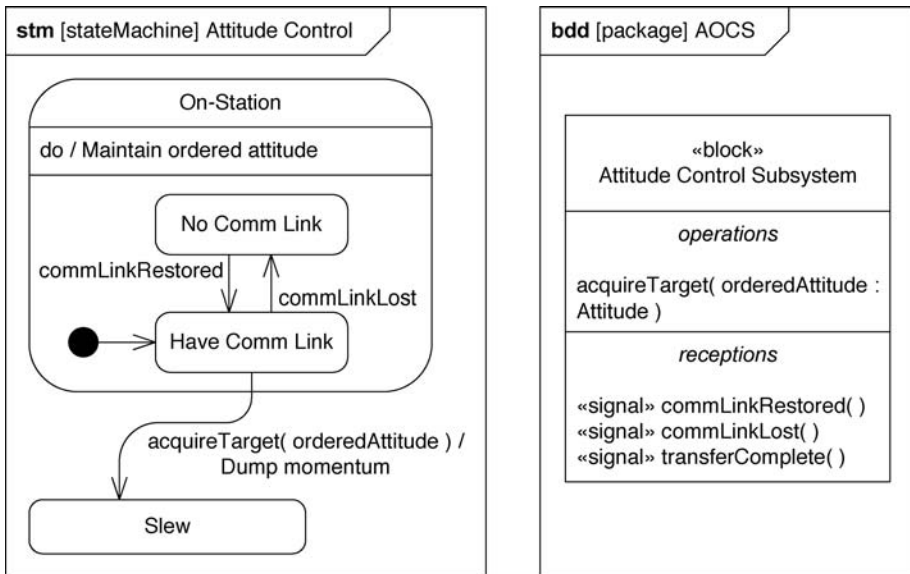 stm [stateMachine] Attitude Control
On-Station
do / Maintain ordered attitude
No Comm Link
commLinkRestored
commLinkLost
Have Comm Link
acquireTarget( orderedAttitude ) /
Dump momentum
Slew
bdd [package] AOCS
«block»
Attitude Control Subsystem
operations
acquireTarget( orderedAttitude :
Attitude )
receptions
«signal» commLinkRestored( )
«signal» commLinkLost( )
«signal» transferComplete( )